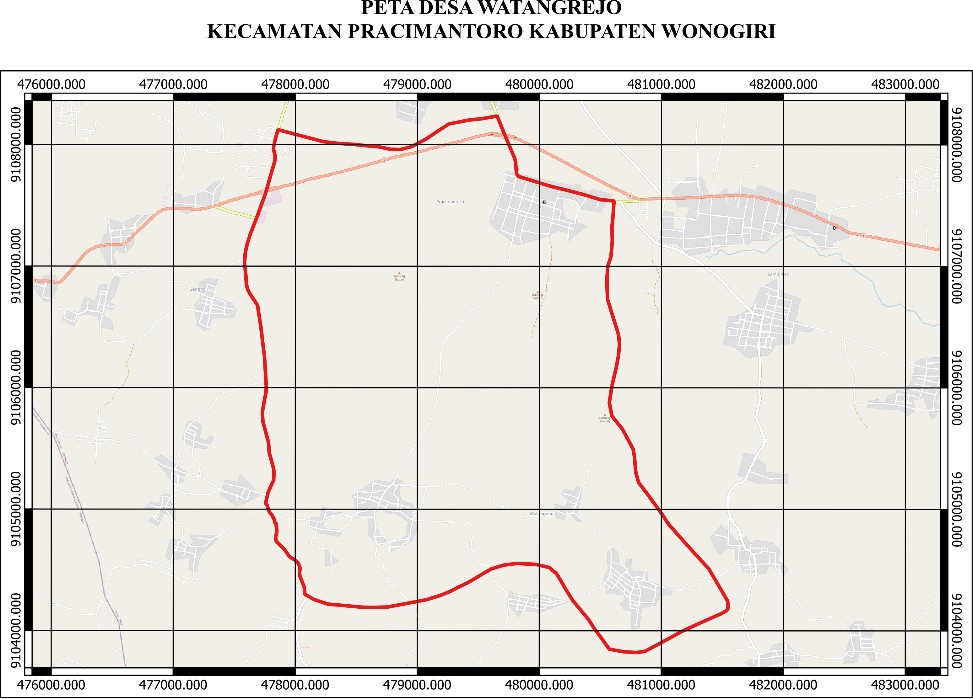 PETA DESA WATANGREJO
KECAMATAN PRACIMANTORO KABUPATEN WONOGIRI
476000.000 477000.000 478000.000 479000.000 480000.000 481000.000 482000.000 483000.000
9108000.000 9108000.000
9107000.000 9107000.000
9106000.000 9106000.000
9105000.000 9105000.000
9104000.000 9104000.000
476000.000 477000.000 478000.000 479000.000 480000.000 481000.000 482000.000 483000.000